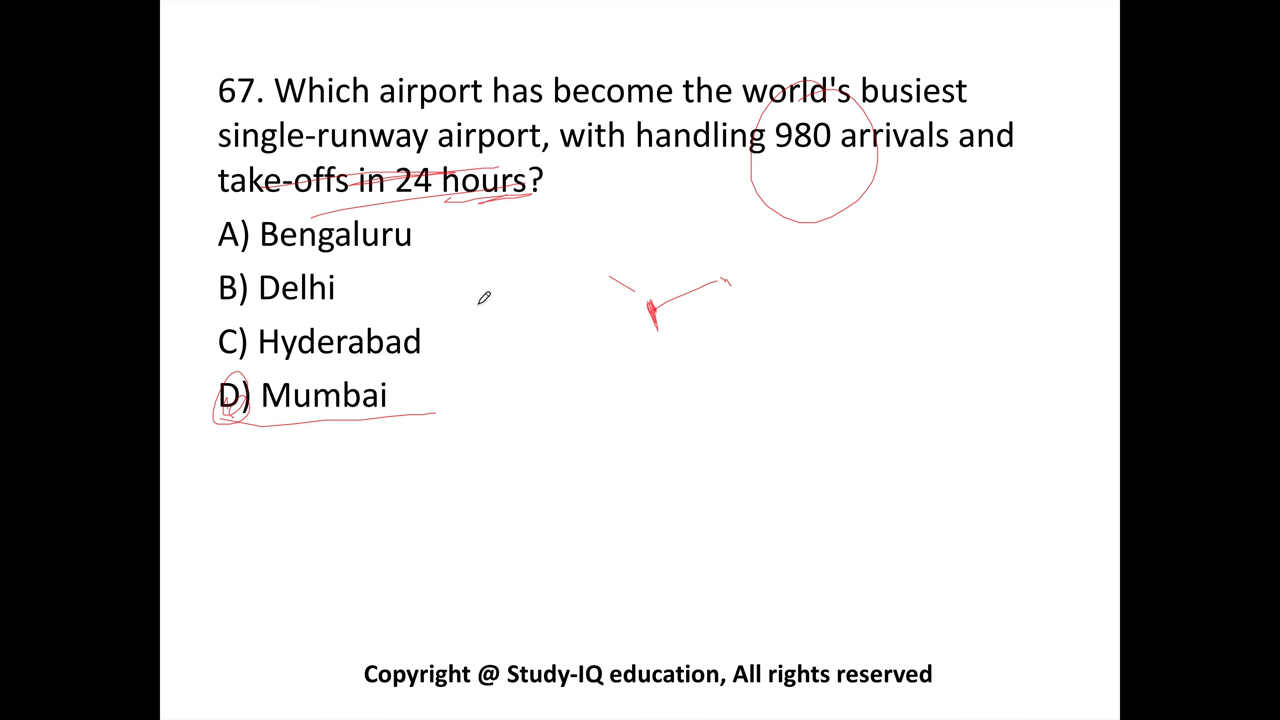 67. Which airport has become the world's busiest
single-runway airport, with handling 980 arrivals and
take-offs in 24 hours?
A) Bengaluru
B) Delhi
C) Hyderabad
D) Mumbai
Copyright @ Study-IQ education, All rights reserved